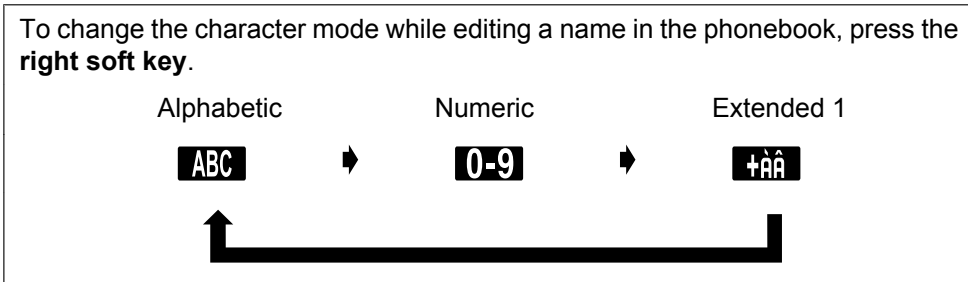 To change the character mode while editing a name in the phonebook, press the
right soft key.
Alphabetic Numeric Extended 1
ABC 0-9 +ÀÂ